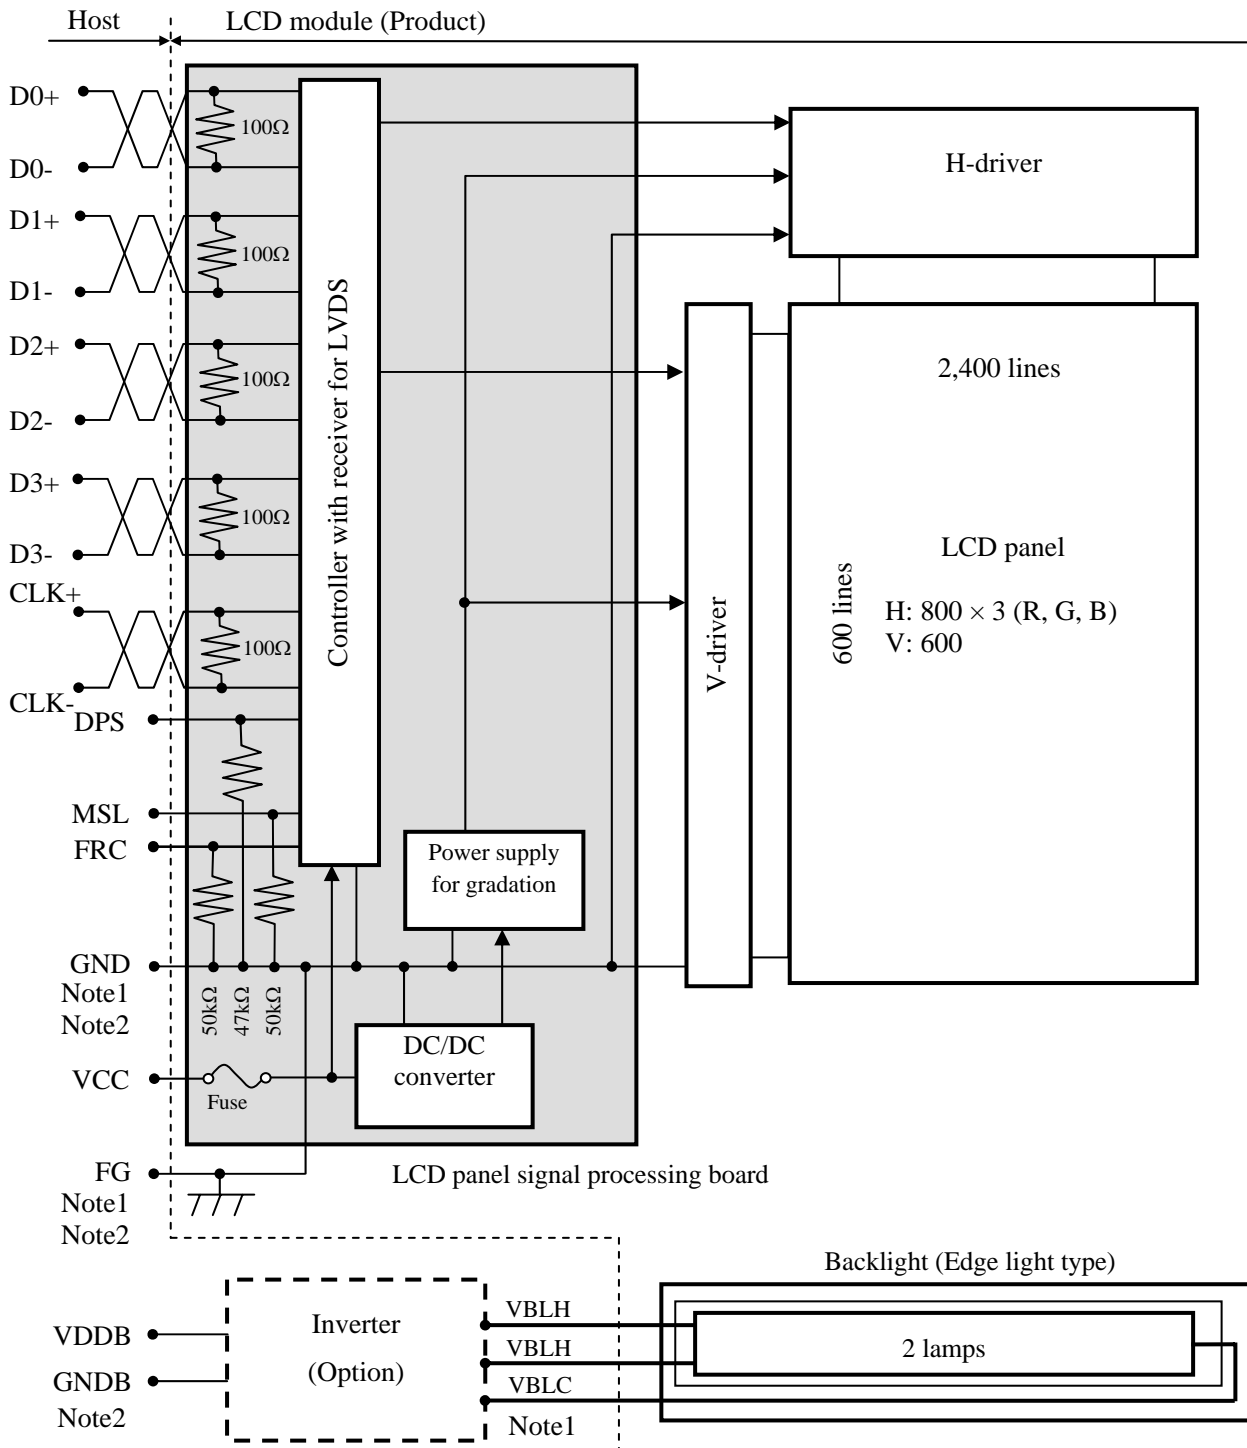 Host
LCD module (Product)
D0+
100Ω
D0-
H-driver
D1+
100Ω
D1-
D2+
100Ω
D2-
2,400 lines
D3+
100Ω
D3-
Controller with receiver for LVDS
LCD panel
H: 800 × 3 (R, G, B)
V: 600
600 lines
V-driver
CLK+
100Ω
CLK-
DPS
MSL
FRC
Power supply
for gradation
GND
Note1
Note2
50kΩ
47kΩ
50kΩ
DC/DC
converter
VCC
Fuse
FG
Note1
Note2
LCD panel signal processing board
Backlight (Edge light type)
VDDB
GNDB
Note2
Inverter
(Option)
VBLH
VBLH
VBLC
Note1
2 lamps